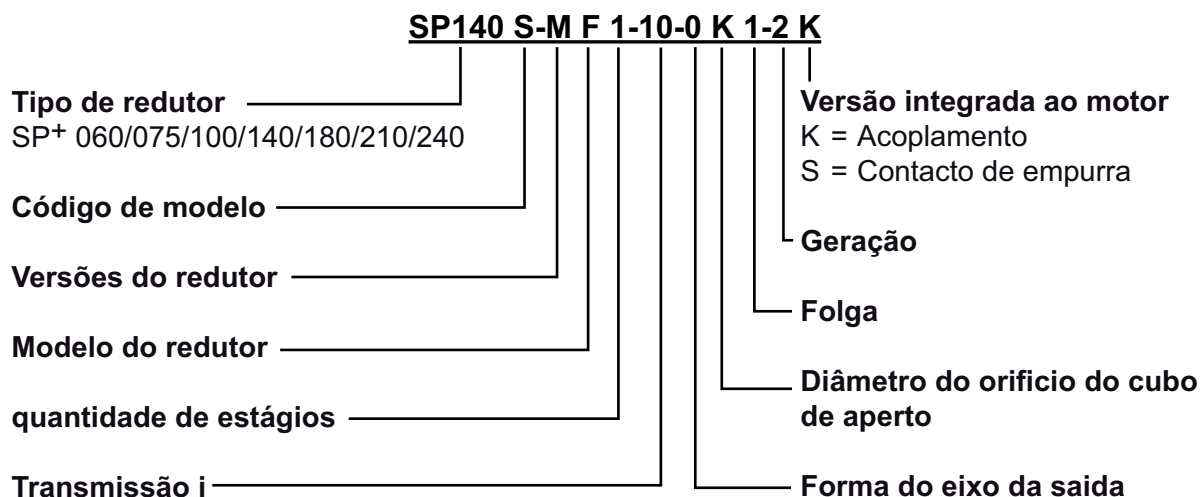 SP140 S-M F 1-10-0 K 1-2 K
Tipo de redutor
SP+ 060/075/100/140/180/210/240
Código de modelo
Versões do redutor
Modelo do redutor
quantidade de estágios
Transmissão i
Versão integrada ao motor
K = Acoplamento
S = Contacto de empurra
Geração
Folga
Diâmetro do orificio do cubo
de aperto
Forma do eixo da saida